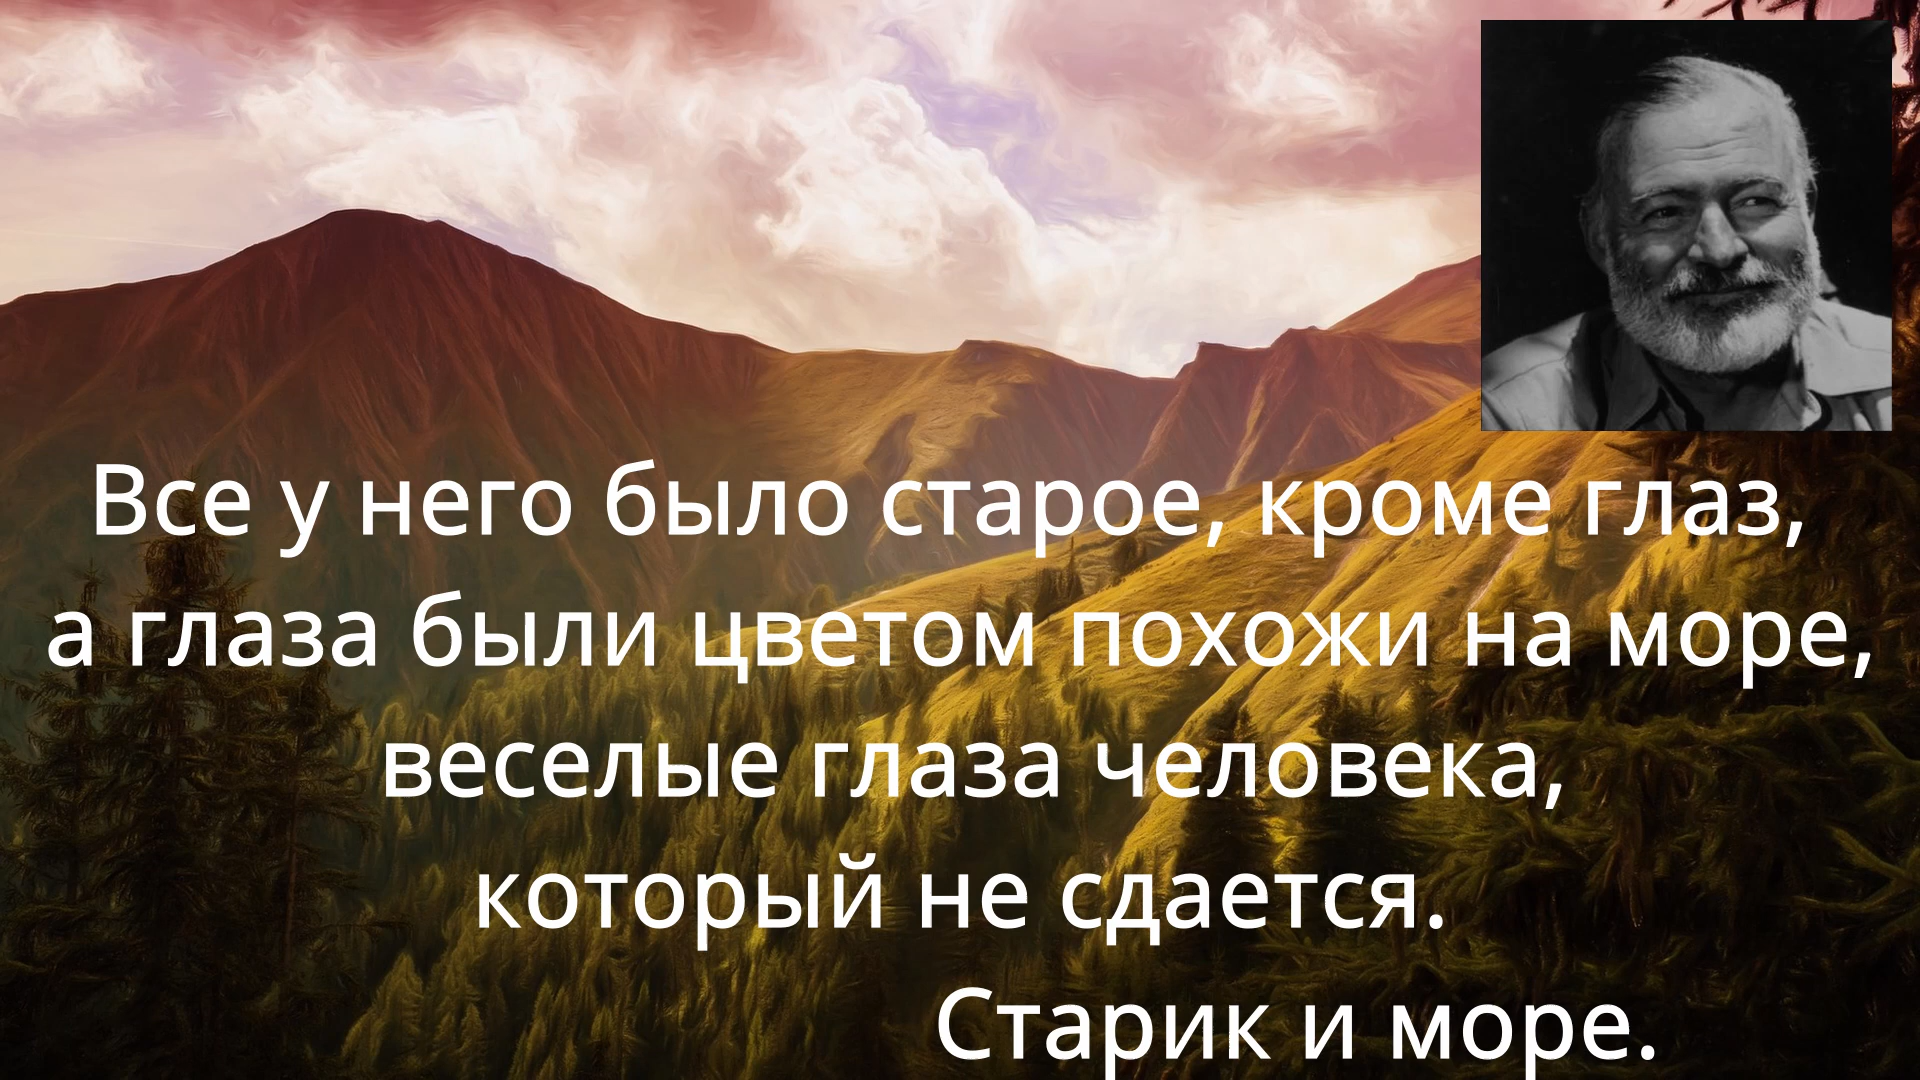 Все у него было старое, кроме глаз,
а глаза были цветом похожи на море,
веселые глаза человека,
который не сдается.
Старик и море.